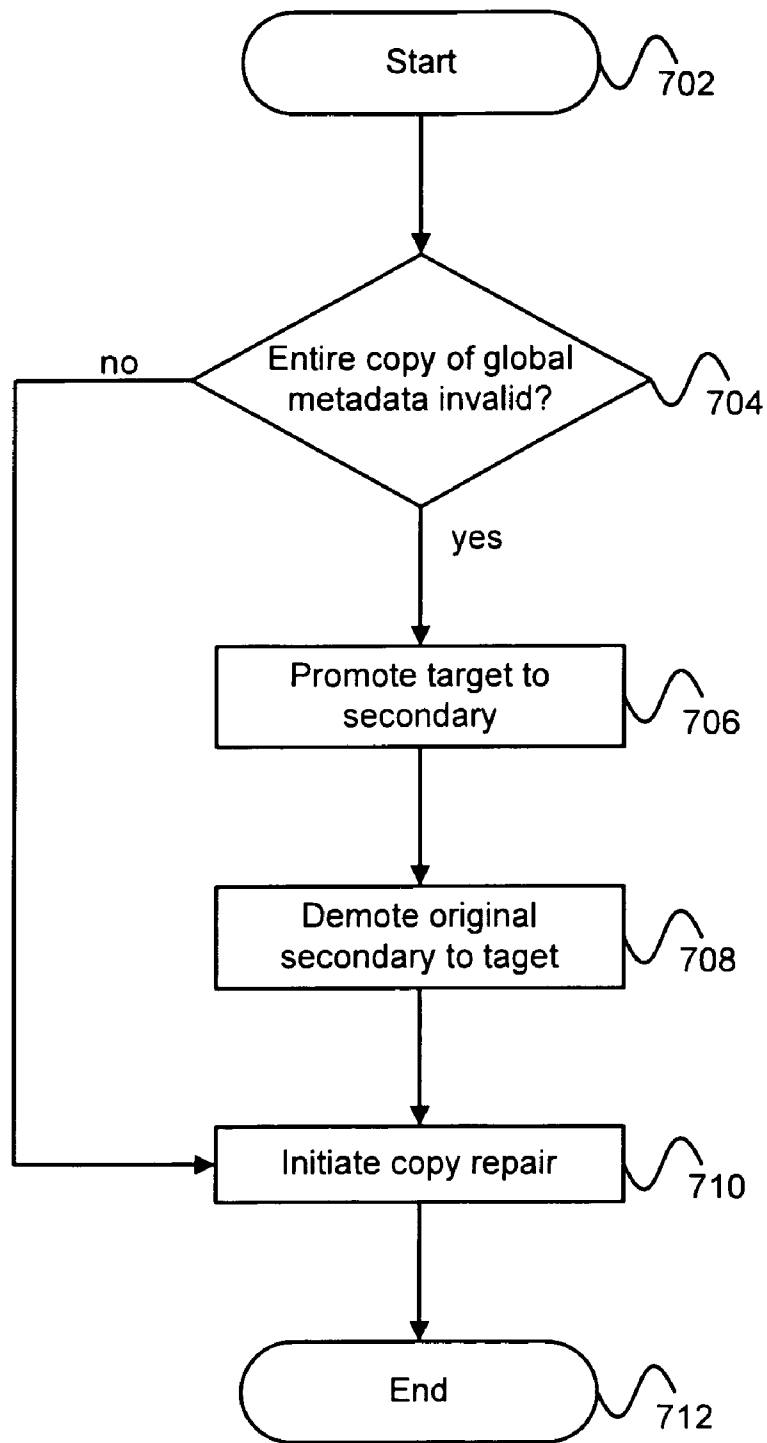 Start
702
no
Entire copy of global
metadata invalid?
704
yes
Promote target to
secondary
706
Demote original
secondary to taget
708
Initiate copy repair
710
End
712